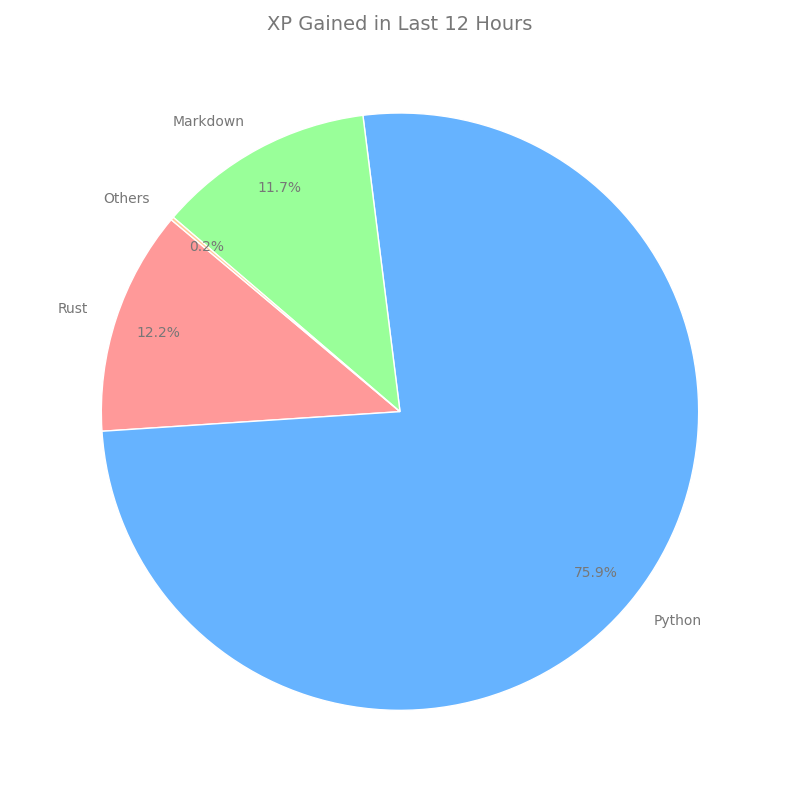 XP Gained in Last 12 Hours
Markdown
11.7%
Others
0.2%
Rust
12.2%
75.9%
Python